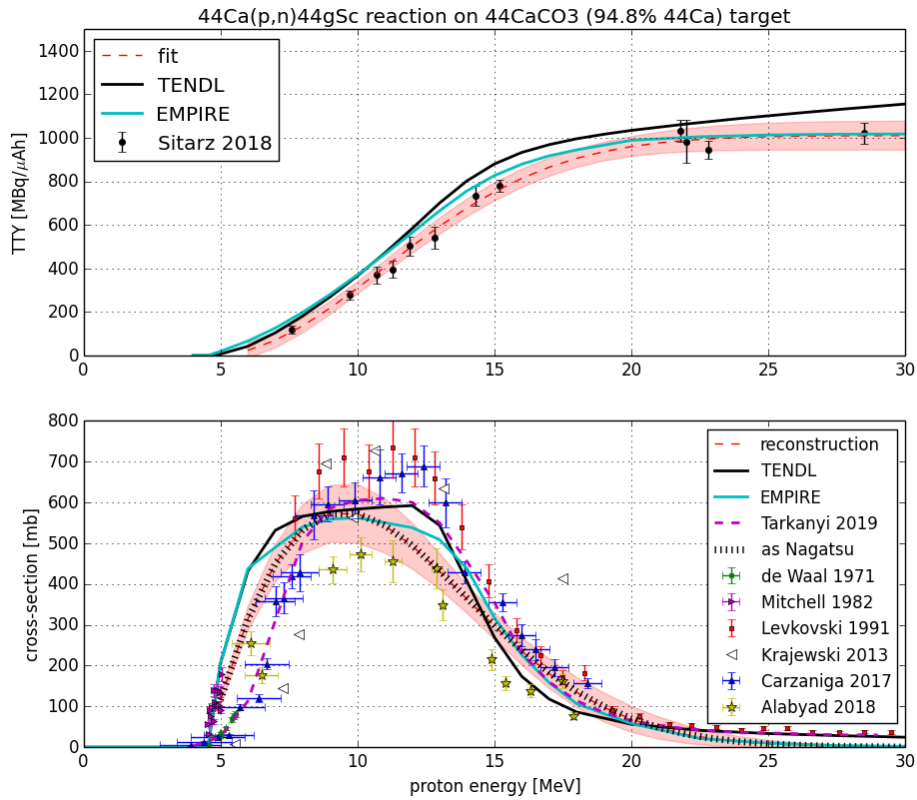 44Ca(p,n)44gSc reaction on 44CaCO3 (94.8% 44Ca) target
1400
1200
1000
800
600
400
200
0
TTY [MBq/μAh]
fit
TENDL
EMPIRE
Sitarz 2018
0 5 10 15 20 25 30
800
700
600
500
400
300
200
100
0
cross-section [mb]
reconstruction
TENDL
EMPIRE
Tarkanyi 2019
as Nagatsu
de Waal 1971
Mitchell 1982
Levkovski 1991
Krajewski 2013
Carzaniga 2017
Alabyad 2018
0 5 10 15 20 25 30
proton energy [MeV]